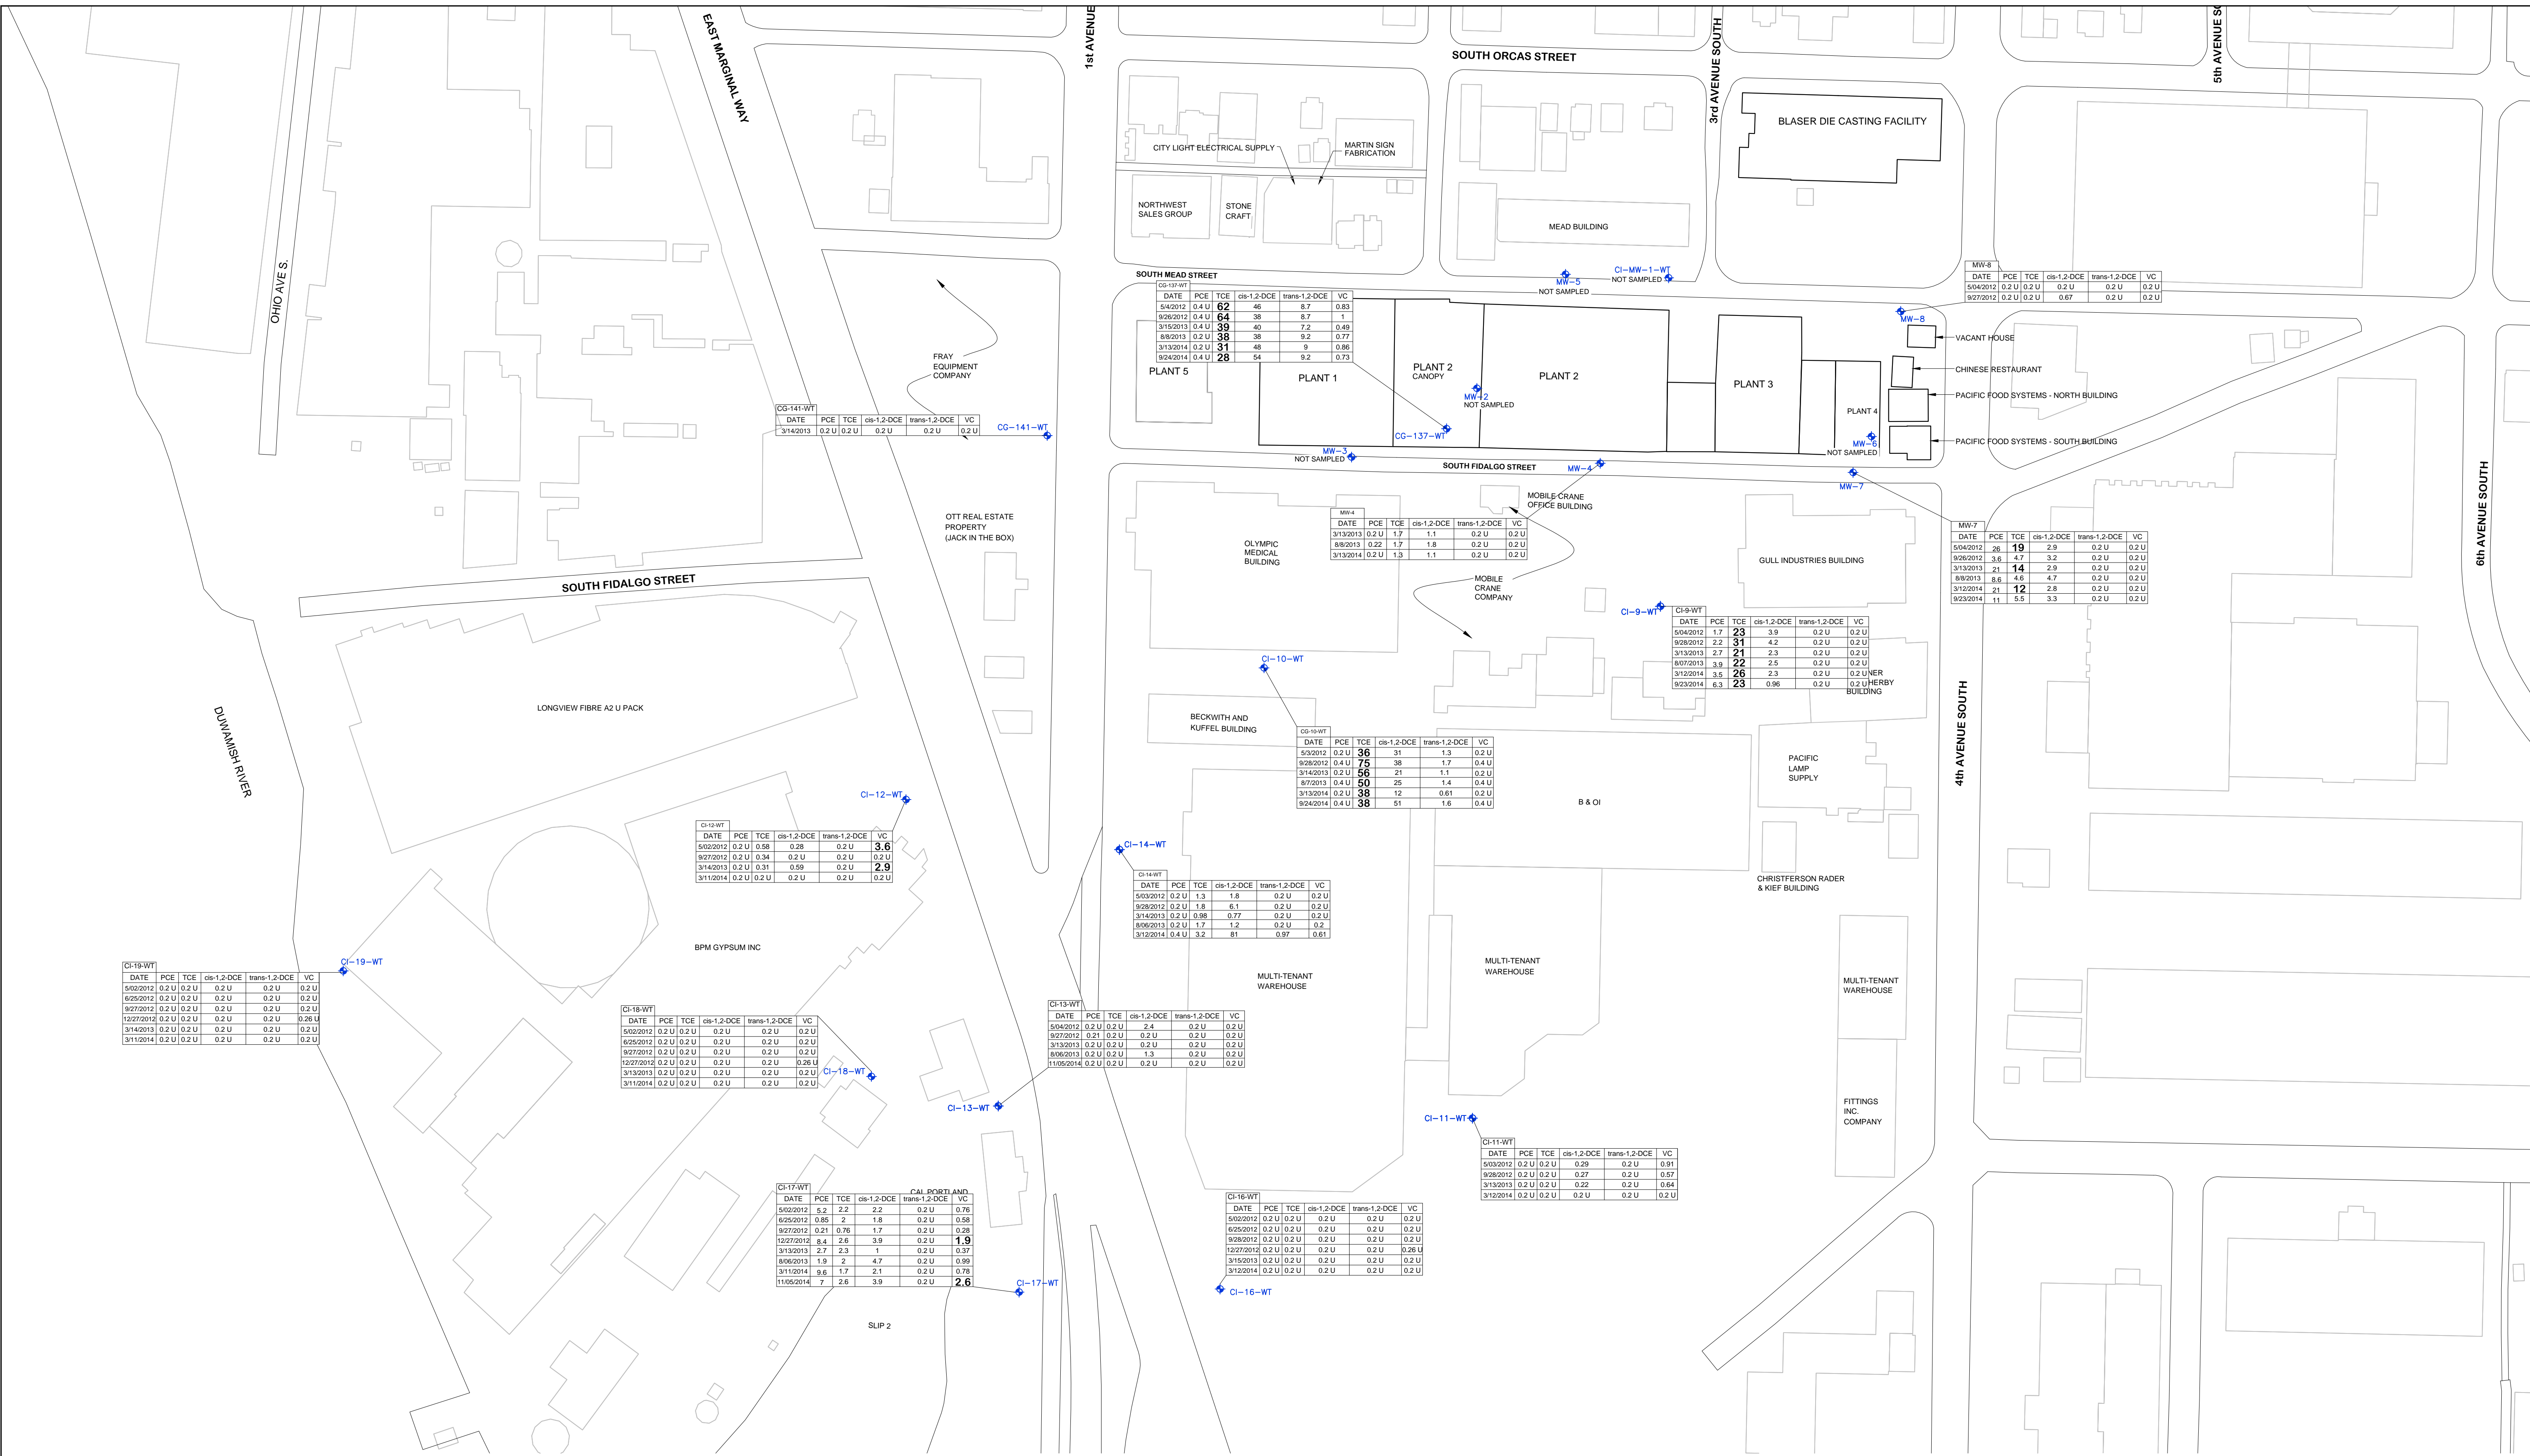 EAST MARGINAL WAY
1st AVENUE
SOUTH ORCAS STREET
3rd AVENUE SOUTH
5th AVENUE SO
BLASER DIE CASTING FACILITY
CITY LIGHT ELECTRICAL SUPPLY
MARTIN SIGN
FABRICATION
NORTHWEST
SALES GROUP
STONE
CRAFT
MEAD BUILDING
OHIO AVE S.
SOUTH MEAD STREET
MW-5
NOT SAMPLED
CI-MW-1-WT
NOT SAMPLED
MW-8
DATE PCE TCE cis-1,2-DCE trans-1,2-DCE VC
5/04/2012 0.2 U 0.2 U 0.2 U 0.2 U 0.2 U
9/27/2012 0.2 U 0.2 U 0.67 0.2 U 0.2 U
MW-8
CG-137-WT
DATE PCE TCE cis-1,2-DCE trans-1,2-DCE VC
5/4/2012 0.4 U 62 46 8.7 0.83
9/26/2012 0.4 U 64 38 8.7 1
3/15/2013 0.4 U 39 40 7.2 0.49
8/8/2013 0.2 U 38 38 9.2 0.77
3/13/2014 0.2 U 31 48 9 0.86
9/24/2014 0.4 U 28 54 9.2 0.73
VACANT HOUSE
CHINESE RESTAURANT
PACIFIC FOOD SYSTEMS - NORTH BUILDING
PACIFIC FOOD SYSTEMS - SOUTH BUILDING
FRAY
EQUIPMENT
COMPANY
PLANT 5
PLANT 1
PLANT 2
CANOPY
PLANT 2
PLANT 3
PLANT 4
MW-2
NOT SAMPLED
CG-137-WT
MW-6
NOT SAMPLED
CG-141-WT
DATE PCE TCE cis-1,2-DCE trans-1,2-DCE VC
3/14/2013 0.2 U 0.2 U 0.2 U 0.2 U 0.2 U
CG-141-WT
MW-3
NOT SAMPLED
SOUTH FIDALGO STREET
MW-4
MW-7
6th AVENUE SOUTH
OTT REAL ESTATE
PROPERTY
(JACK IN THE BOX)
MOBILE CRANE
OFFICE BUILDING
MW-4
DATE PCE TCE cis-1,2-DCE trans-1,2-DCE VC
3/13/2013 0.2 U 1.7 1.1 0.2 U 0.2 U
8/8/2013 0.22 1.7 1.8 0.2 U 0.2 U
3/13/2014 0.2 U 1.3 1.1 0.2 U 0.2 U
OLYMPIC
MEDICAL
BUILDING
GULL INDUSTRIES BUILDING
MW-7
DATE PCE TCE cis-1,2-DCE trans-1,2-DCE VC
5/04/2012 26 19 2.9 0.2 U 0.2 U
9/26/2012 3.6 4.7 3.2 0.2 U 0.2 U
3/13/2013 21 14 2.9 0.2 U 0.2 U
8/8/2013 8.6 4.6 4.7 0.2 U 0.2 U
3/12/2014 21 12 2.8 0.2 U 0.2 U
9/23/2014 11 5.5 3.3 0.2 U 0.2 U
SOUTH FIDALGO STREET
MOBILE
CRANE
COMPANY
CI-9-WT
CI-9-WT
DATE PCE TCE cis-1,2-DCE trans-1,2-DCE VC
5/04/2012 1.7 23 3.9 0.2 U 0.2 U
9/28/2012 2.2 31 4.2 0.2 U 0.2 U
3/13/2013 2.7 21 2.3 0.2 U 0.2 U
8/07/2013 3.9 22 2.5 0.2 U 0.2 U
3/12/2014 3.5 26 2.3 0.2 U 0.2 U
9/23/2014 6.3 23 0.96 0.2 U 0.2 U
NER
HERBY
BUILDING
CI-10-WT
DUWAMISH RIVER
LONGVIEW FIBRE A2 U PACK
BECKWITH AND
KUFFEL BUILDING
CG-10-WT
DATE PCE TCE cis-1,2-DCE trans-1,2-DCE VC
5/3/2012 0.2 U 36 31 1.3 0.2 U
9/28/2012 0.4 U 75 38 1.7 0.4 U
3/14/2013 0.2 U 56 21 1.1 0.2 U
8/7/2013 0.4 U 50 25 1.4 0.4 U
3/13/2014 0.2 U 38 12 0.61 0.2 U
9/24/2014 0.4 U 38 51 1.6 0.4 U
B & OI
PACIFIC
LAMP
SUPPLY
4th AVENUE SOUTH
CI-12-WT
CI-12-WT
DATE PCE TCE cis-1,2-DCE trans-1,2-DCE VC
5/02/2012 0.2 U 0.58 0.28 0.2 U 3.6
9/27/2012 0.2 U 0.34 0.2 U 0.2 U 0.2 U
3/14/2013 0.2 U 0.31 0.59 0.2 U 2.9
3/11/2014 0.2 U 0.2 U 0.2 U 0.2 U 0.2 U
CI-14-WT
CI-14-WT
DATE PCE TCE cis-1,2-DCE trans-1,2-DCE VC
5/03/2012 0.2 U 1.3 1.8 0.2 U 0.2 U
9/28/2012 0.2 U 1.8 6.1 0.2 U 0.2 U
3/14/2013 0.2 U 0.98 0.77 0.2 U 0.2 U
8/06/2013 0.2 U 1.7 1.2 0.2 U 0.2
3/12/2014 0.4 U 3.2 81 0.97 0.61
CHRISTFERSON RADER
& KIEF BUILDING
BPM GYPSUM INC
MULTI-TENANT
WAREHOUSE
MULTI-TENANT
WAREHOUSE
MULTI-TENANT
WAREHOUSE
CI-19-WT
DATE PCE TCE cis-1,2-DCE trans-1,2-DCE VC
5/02/2012 0.2 U 0.2 U 0.2 U 0.2 U 0.2 U
6/25/2012 0.2 U 0.2 U 0.2 U 0.2 U 0.2 U
9/27/2012 0.2 U 0.2 U 0.2 U 0.2 U 0.2 U
12/27/2012 0.2 U 0.2 U 0.2 U 0.2 U 0.26 U
3/14/2013 0.2 U 0.2 U 0.2 U 0.2 U 0.2 U
3/11/2014 0.2 U 0.2 U 0.2 U 0.2 U 0.2 U
CI-19-WT
CI-18-WT
DATE PCE TCE cis-1,2-DCE trans-1,2-DCE VC
5/02/2012 0.2 U 0.2 U 0.2 U 0.2 U 0.2 U
6/25/2012 0.2 U 0.2 U 0.2 U 0.2 U 0.2 U
9/27/2012 0.2 U 0.2 U 0.2 U 0.2 U 0.2 U
12/27/2012 0.2 U 0.2 U 0.2 U 0.2 U 0.26 U
3/13/2013 0.2 U 0.2 U 0.2 U 0.2 U 0.2 U
3/11/2014 0.2 U 0.2 U 0.2 U 0.2 U 0.2 U
CI-18-WT
CI-13-WT
DATE PCE TCE cis-1,2-DCE trans-1,2-DCE VC
5/04/2012 0.2 U 0.2 U 2.4 0.2 U 0.2 U
9/27/2012 0.21 0.2 U 0.2 U 0.2 U 0.2 U
3/13/2013 0.2 U 0.2 U 0.2 U 0.2 U 0.2 U
8/06/2013 0.2 U 0.2 U 1.3 0.2 U 0.2 U
11/05/2014 0.2 U 0.2 U 0.2 U 0.2 U 0.2 U
CI-13-WT
CI-11-WT
CI-11-WT
DATE PCE TCE cis-1,2-DCE trans-1,2-DCE VC
5/03/2012 0.2 U 0.2 U 0.29 0.2 U 0.91
9/28/2012 0.2 U 0.2 U 0.27 0.2 U 0.57
3/13/2013 0.2 U 0.2 U 0.22 0.2 U 0.64
3/12/2014 0.2 U 0.2 U 0.2 U 0.2 U 0.2 U
FITTINGS
INC.
COMPANY
CAL PORTLAND
CI-17-WT
DATE PCE TCE cis-1,2-DCE trans-1,2-DCE VC
5/02/2012 5.2 2.2 2.2 0.2 U 0.76
6/25/2012 0.85 2 1.8 0.2 U 0.58
9/27/2012 0.21 0.76 1.7 0.2 U 0.28
12/27/2012 8.4 2.6 3.9 0.2 U 1.9
3/13/2013 2.7 2.3 1 0.2 U 0.37
8/06/2013 1.9 2 4.7 0.2 U 0.99
3/11/2014 9.6 1.7 2.1 0.2 U 0.78
11/05/2014 7 2.6 3.9 0.2 U 2.6
CI-17-WT
CI-16-WT
DATE PCE TCE cis-1,2-DCE trans-1,2-DCE VC
5/02/2012 0.2 U 0.2 U 0.2 U 0.2 U 0.2 U
6/25/2012 0.2 U 0.2 U 0.2 U 0.2 U 0.2 U
9/28/2012 0.2 U 0.2 U 0.2 U 0.2 U 0.2 U
12/27/2012 0.2 U 0.2 U 0.2 U 0.2 U 0.26 U
3/15/2013 0.2 U 0.2 U 0.2 U 0.2 U 0.2 U
3/12/2014 0.2 U 0.2 U 0.2 U 0.2 U 0.2 U
CI-16-WT
SLIP 2